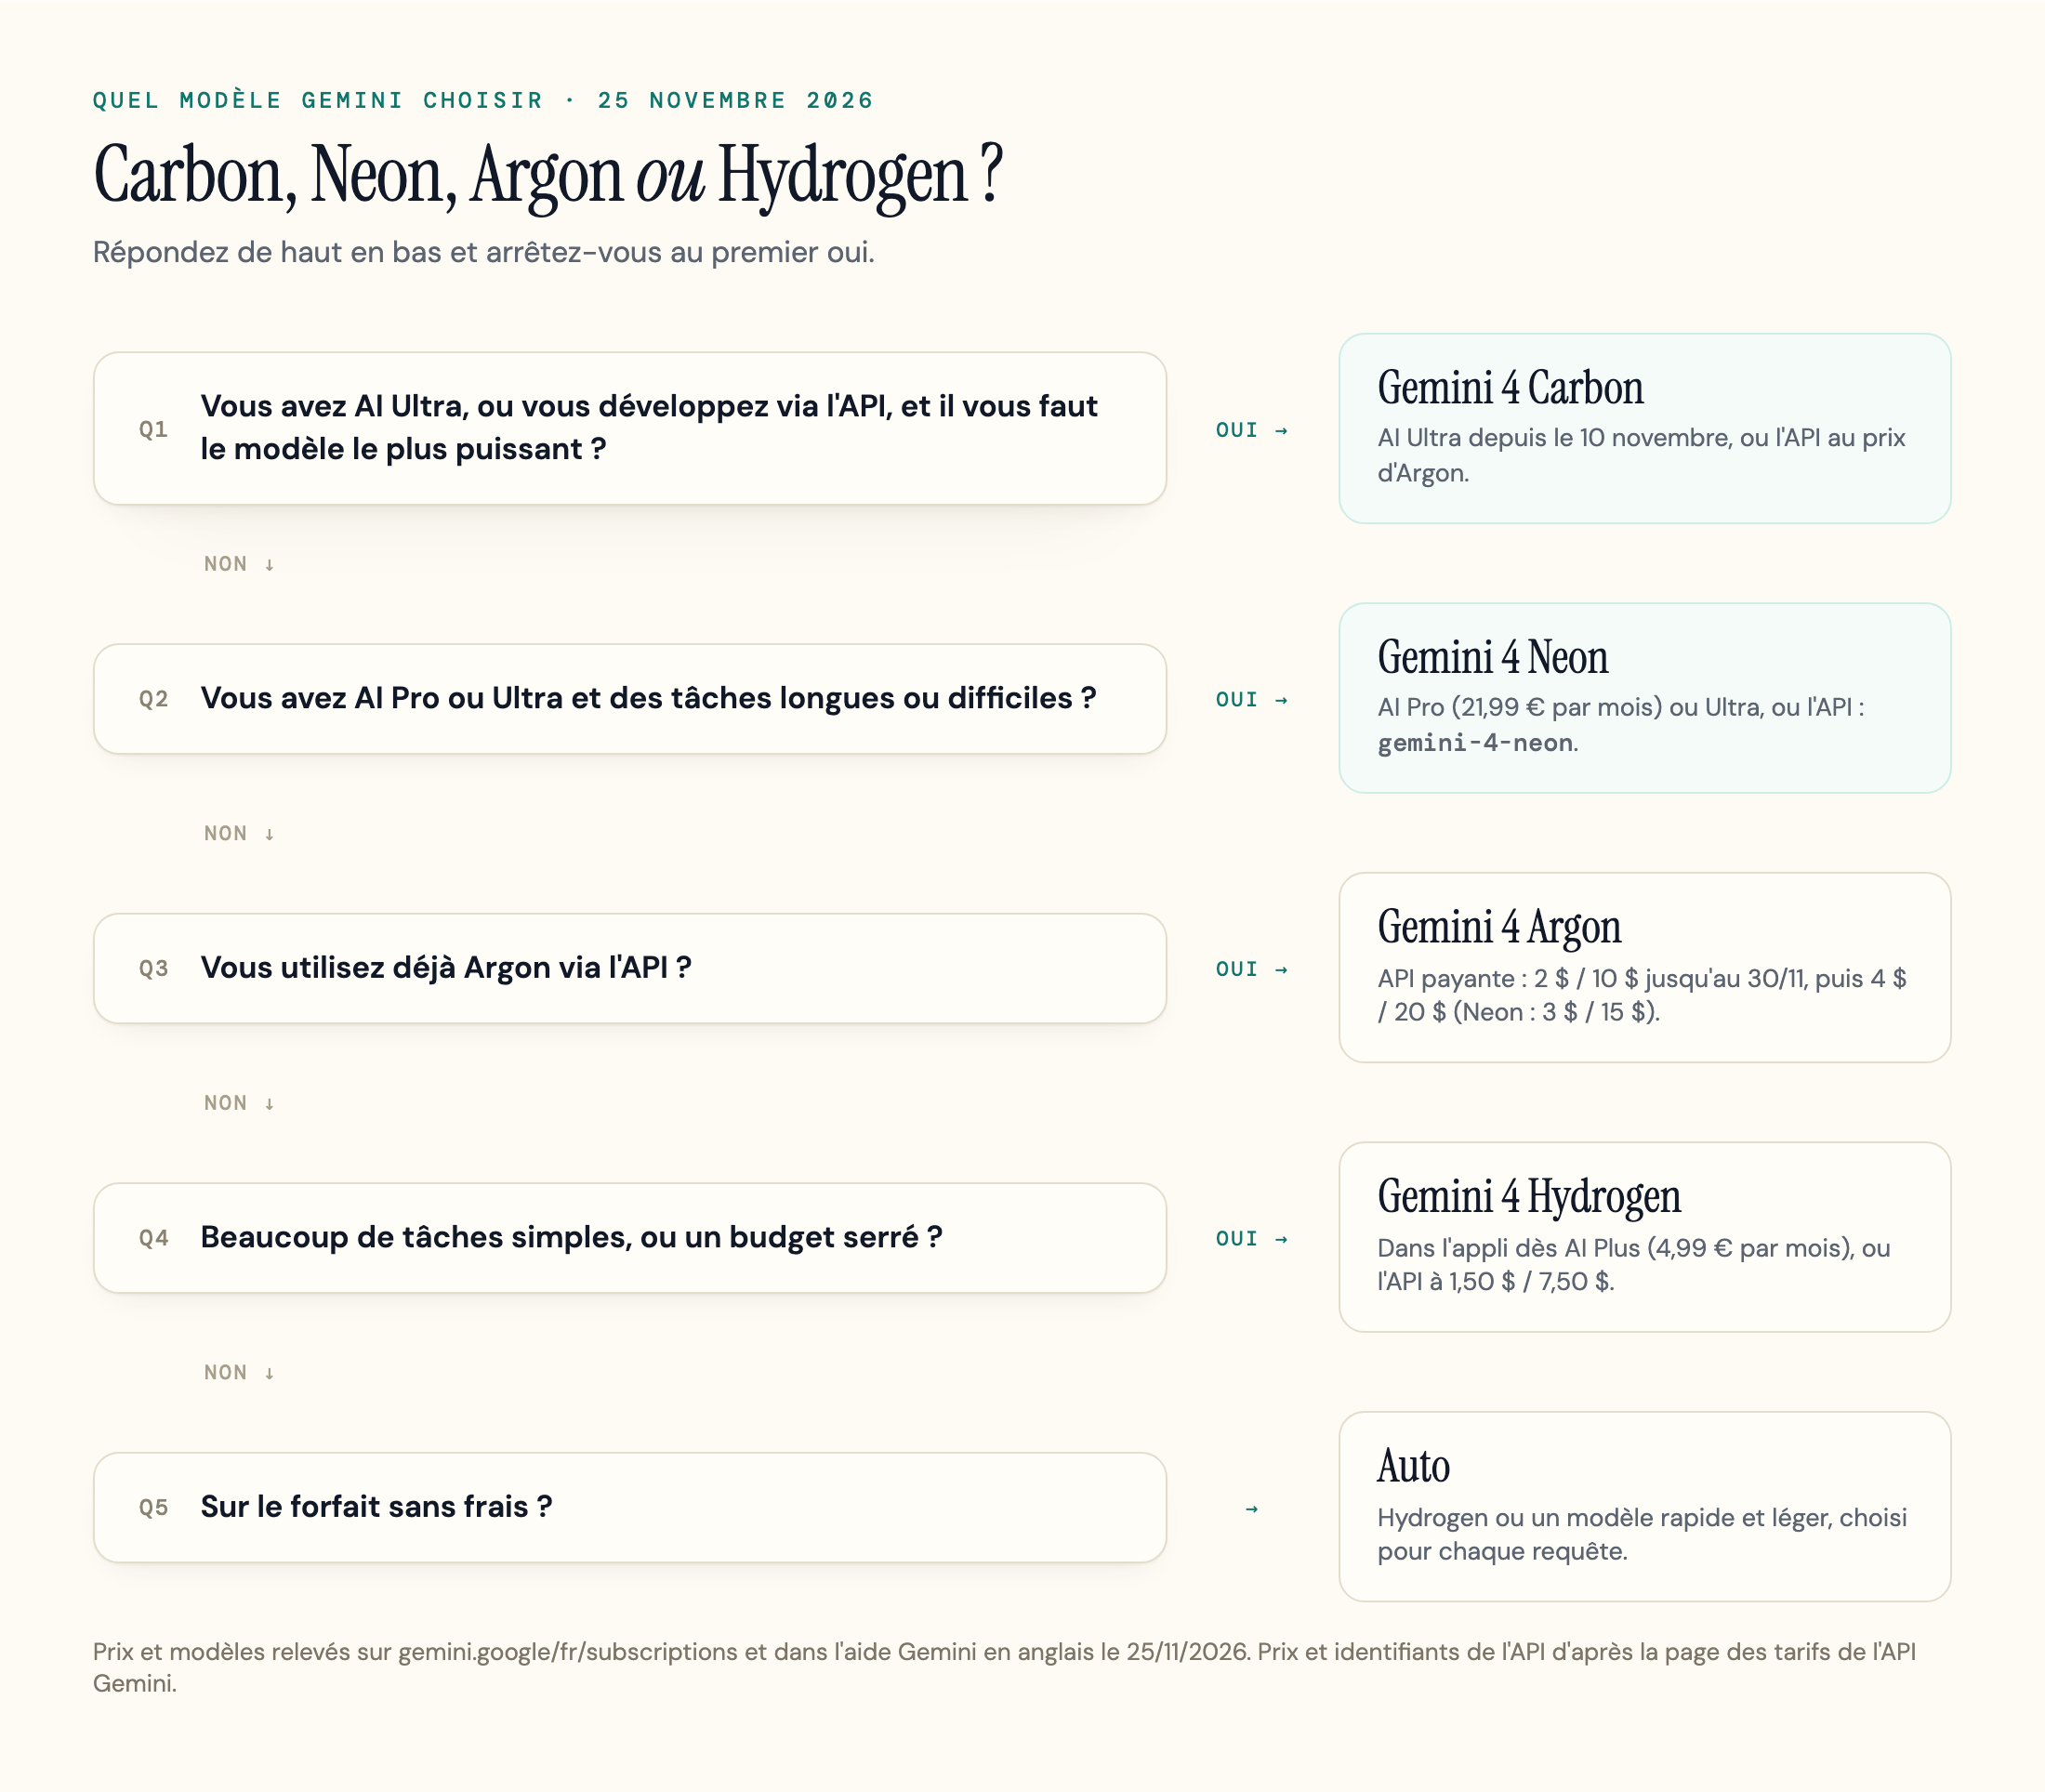 QUEL MODÈLE GEMINI CHOISIR · 25 NOVEMBRE 2026
Carbon, Neon, Argon ou Hydrogen ?
Répondez de haut en bas et arrêtez-vous au premier oui.
Q1
Vous avez AI Ultra, ou vous développez via l'API, et il vous faut
le modèle le plus puissant ?
OUI →
Gemini 4 Carbon
AI Ultra depuis le 10 novembre, ou l'API au prix
d'Argon.
NON ↓
Q2
Vous avez AI Pro ou Ultra et des tâches longues ou difficiles ?
OUI →
Gemini 4 Neon
AI Pro (21,99 € par mois) ou Ultra, ou l'API :
gemini-4-neon.
NON ↓
Q3
Vous utilisez déjà Argon via l'API ?
OUI →
Gemini 4 Argon
API payante : 2 $ / 10 $ jusqu'au 30/11, puis 4 $
/ 20 $ (Neon : 3 $ / 15 $).
NON ↓
Q4
Beaucoup de tâches simples, ou un budget serré ?
OUI →
Gemini 4 Hydrogen
Dans l'appli dès AI Plus (4,99 € par mois), ou
l'API à 1,50 $ / 7,50 $.
NON ↓
Q5
Sur le forfait sans frais ?
→
Auto
Hydrogen ou un modèle rapide et léger, choisi
pour chaque requête.
Prix et modèles relevés sur gemini.google/fr/subscriptions et dans l'aide Gemini en anglais le 25/11/2026. Prix et identifiants de l'API d'après la page des tarifs de l'API
Gemini.